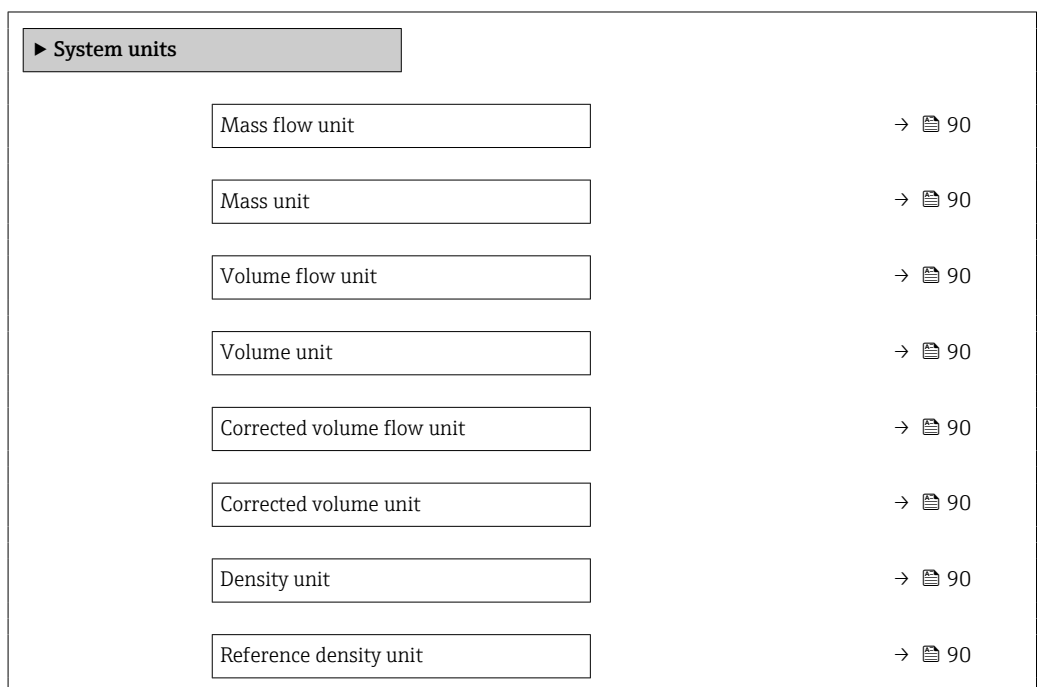 ▶ System units
Mass flow unit → 90
Mass unit → 90
Volume flow unit → 90
Volume unit → 90
Corrected volume flow unit → 90
Corrected volume unit → 90
Density unit → 90
Reference density unit → 90